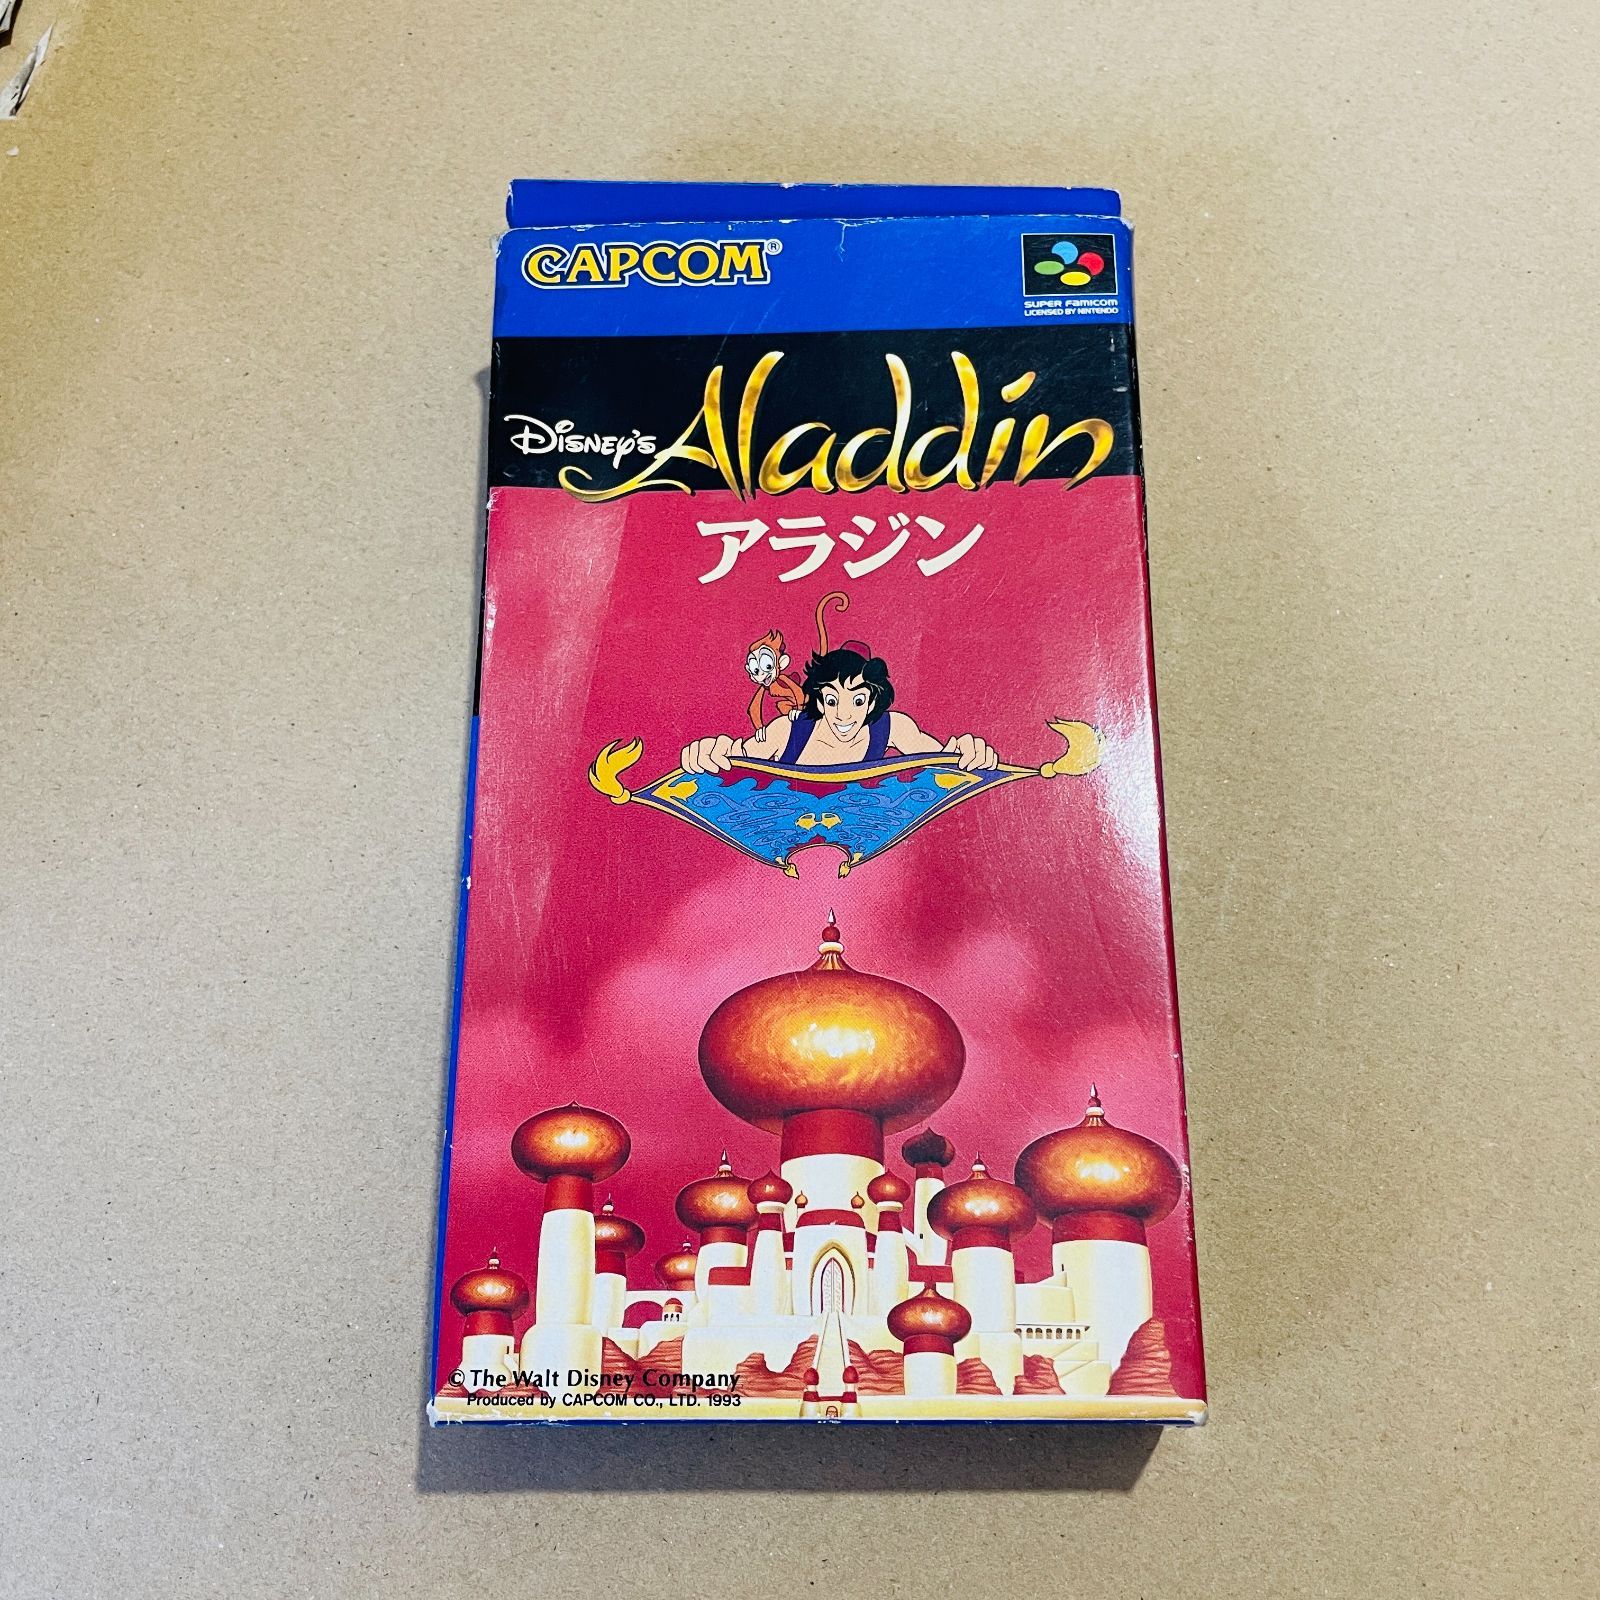 CAPCOM®
SUPER FAMICOM
LICENSED BY NINTENDO
DISNEY'S Aladdin
アラジン
© The Walt Disney Company
Produced by CAPCOM CO., LTD. 1993